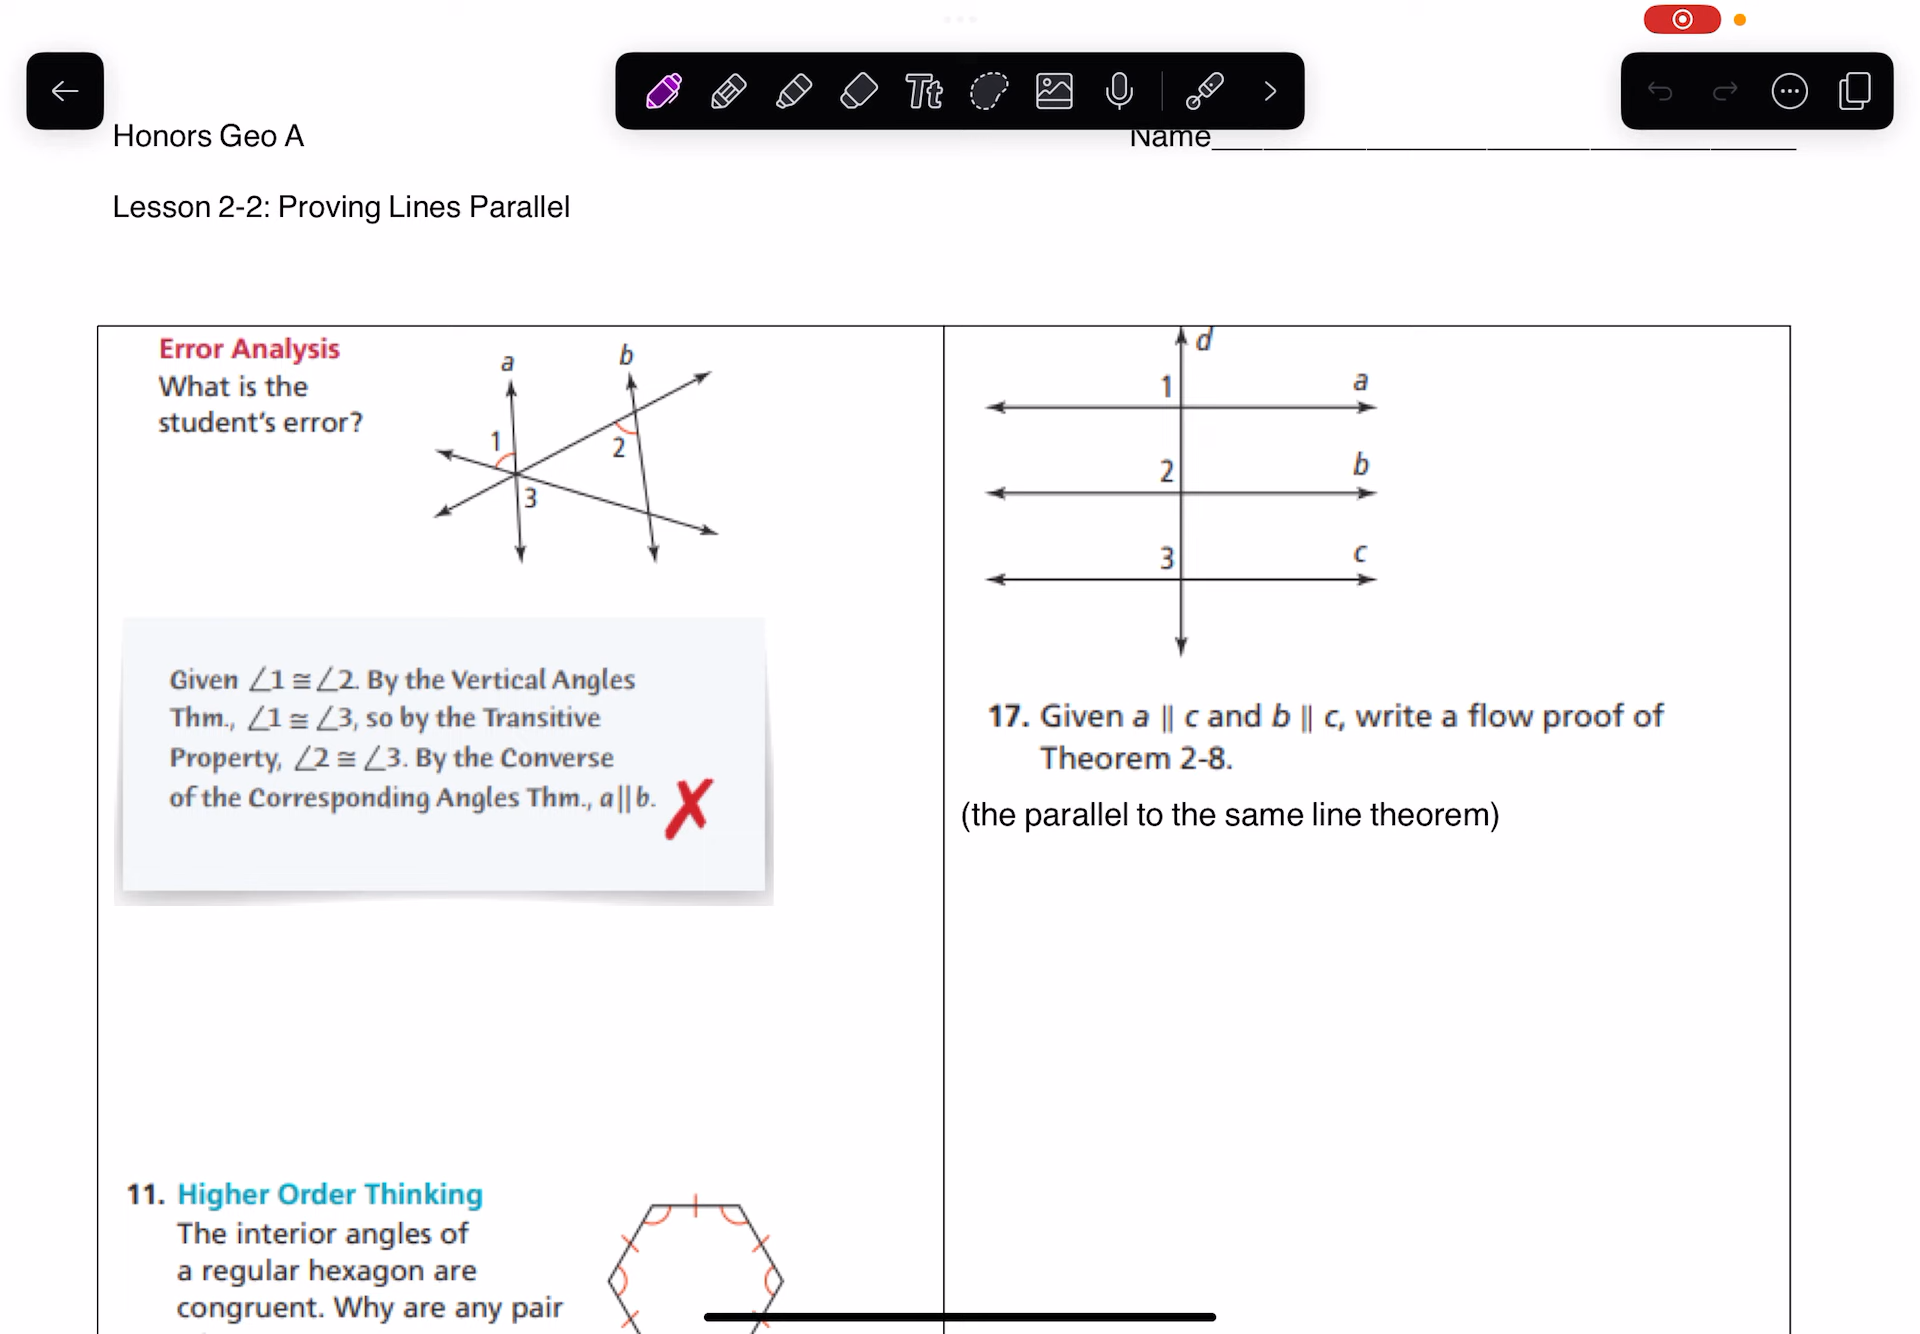 Tt
Honors Geo A
Name
Lesson 2-2: Proving Lines Parallel
Error Analysis
What is the
student's error?
a
b
1
2
3
Given ∠1 ≅ ∠2. By the Vertical Angles
Thm., ∠1 ≅ ∠3, so by the Transitive
Property, ∠2 ≅ ∠3. By the Converse
of the Corresponding Angles Thm., a || b.
11. Higher Order Thinking
The interior angles of
a regular hexagon are
congruent. Why are any pair
d
1
a
2
b
3
c
17. Given a || c and b || c, write a flow proof of
Theorem 2-8.
(the parallel to the same line theorem)